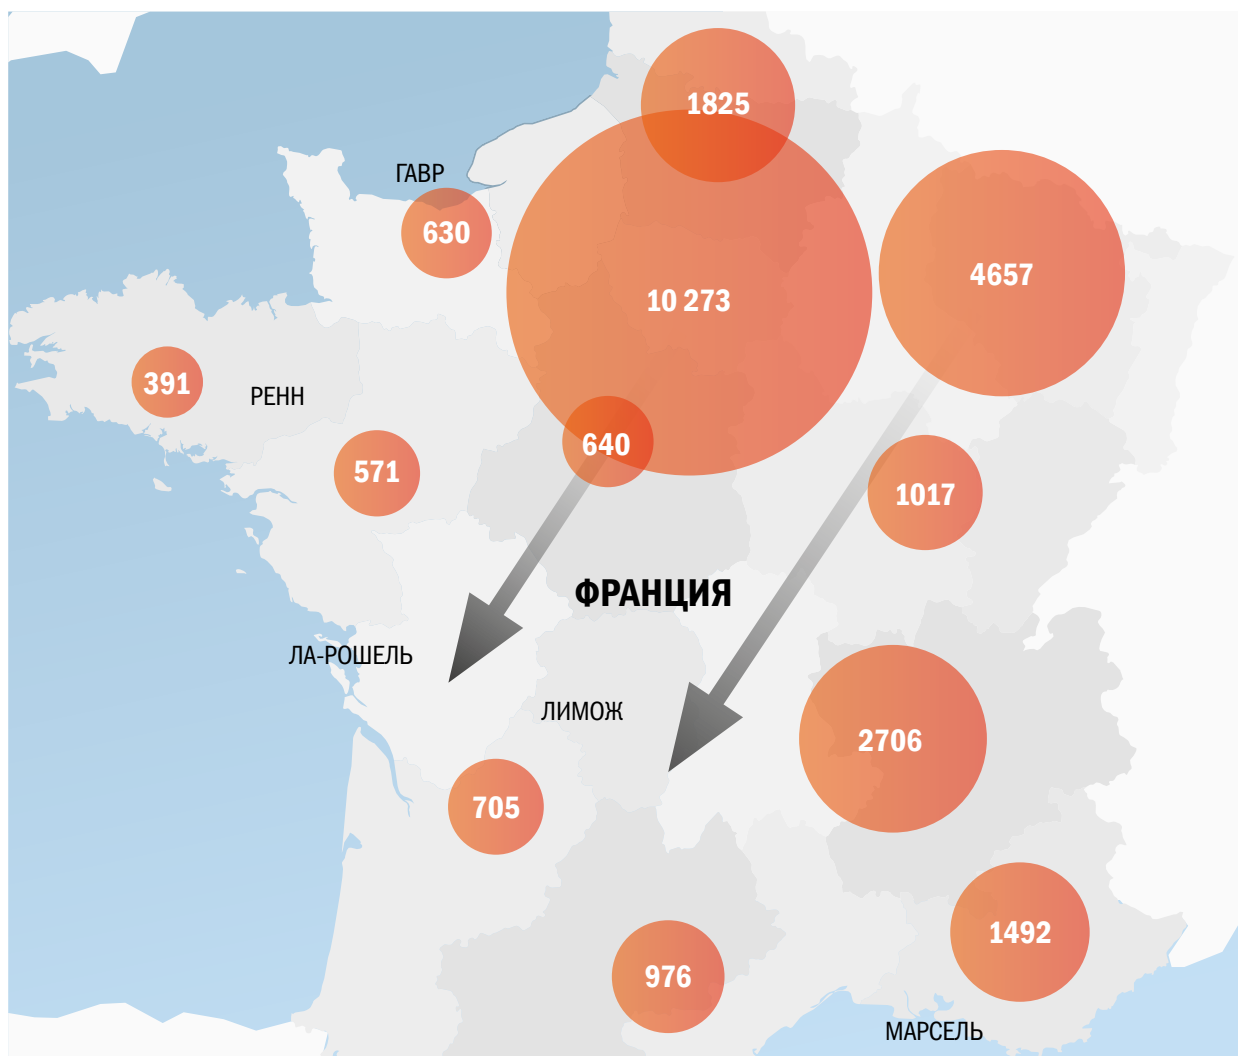 1825
ГАВР
630
10 273
4657
391
РЕНН
571
640
1017
ФРАНЦИЯ
ЛА-РОШЕЛЬ
ЛИМОЖ
2706
705
1492
976
МАРСЕЛЬ